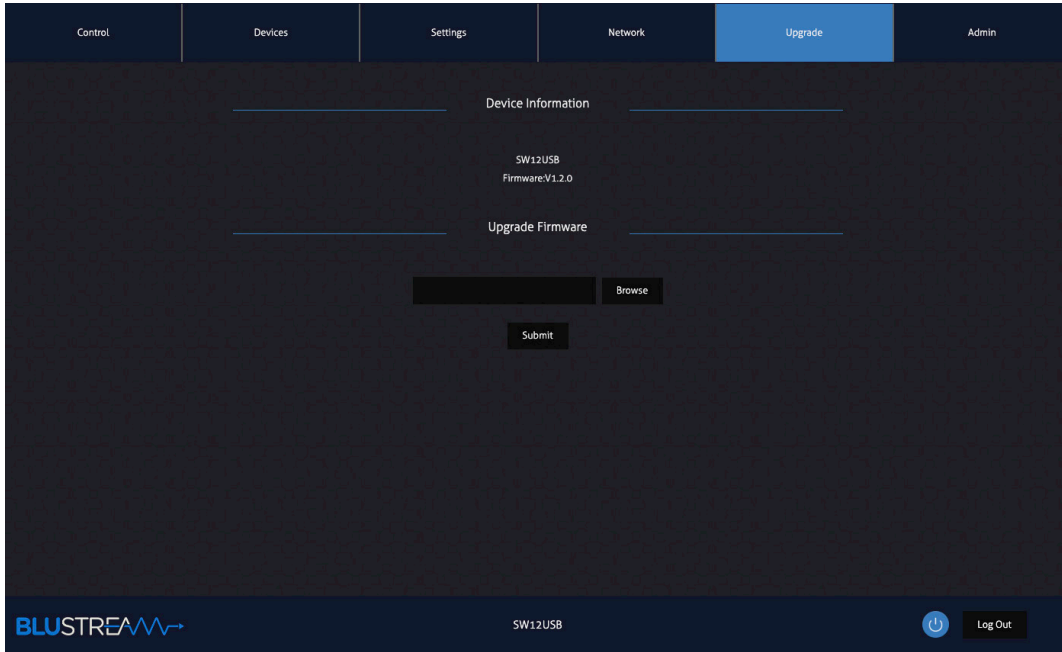 Control Devices Settings Network Upgrade Admin
Device Information
SW12USB
Firmware:V1.2.0
Upgrade Firmware
Browse
Submit
BLUSTREAM SW12USB Log Out